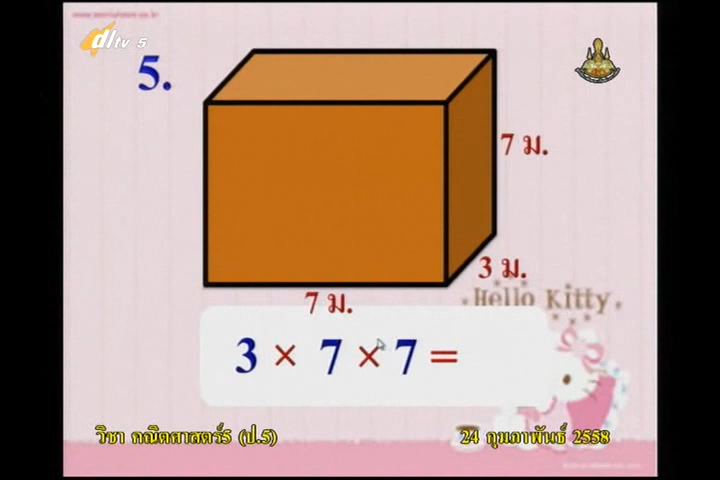 dltv 5
5.
7 ม.
3 ม.
7 ม.
Hello Kitty
3 × 7 × 7 =
วิชา คณิตศาสตร์5 (ป.5)
24 กุมภาพันธ์ 2558